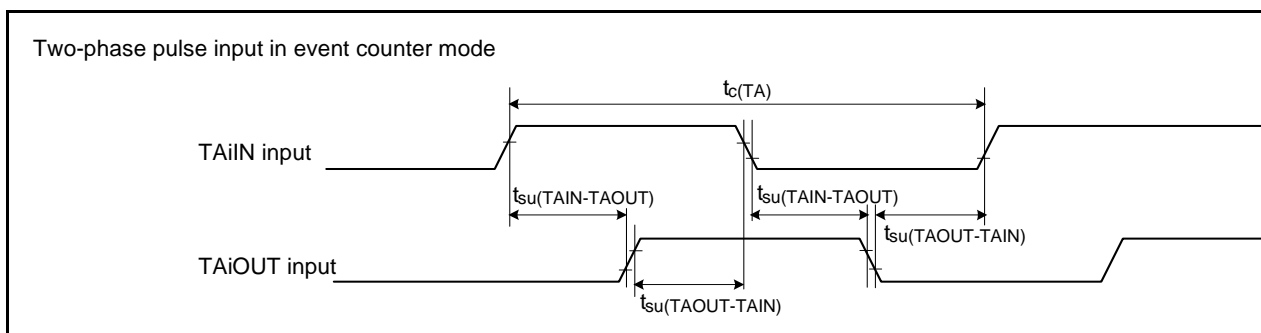 Two-phase pulse input in event counter mode
tc(TA)
TAiIN input
tsu(TAIN-TAOUT)
tsu(TAIN-TAOUT)
tsu(TAOUT-TAIN)
TAiOUT input
tsu(TAOUT-TAIN)